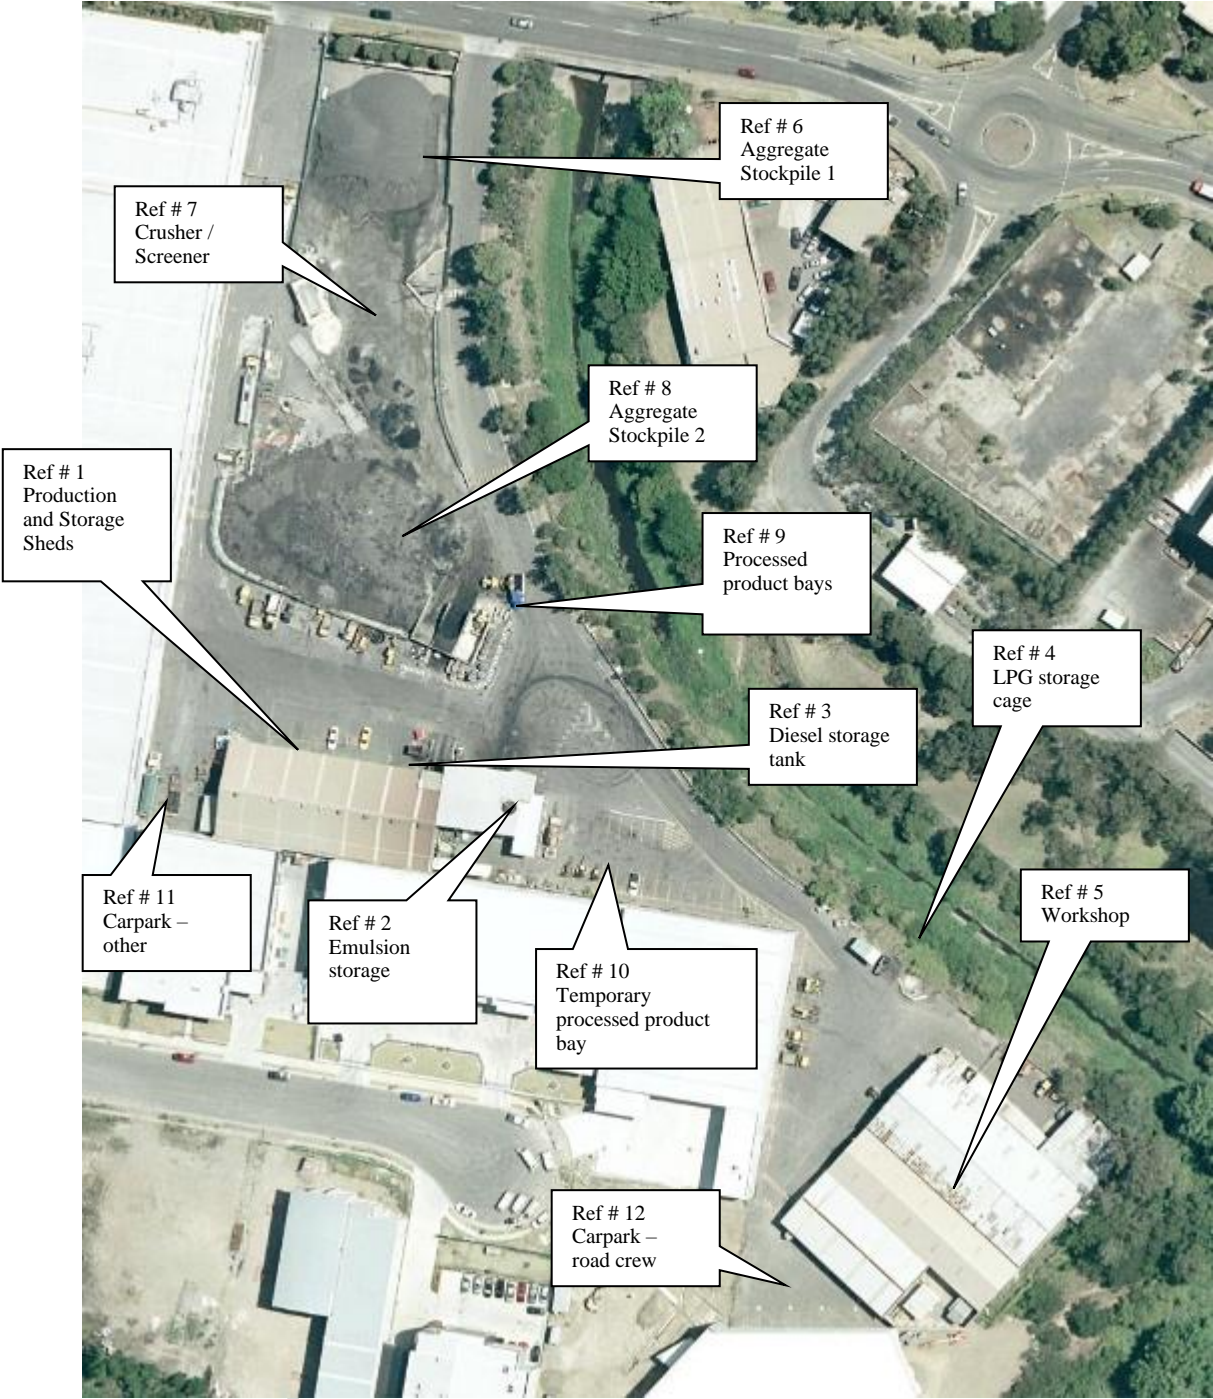 Ref # 6
Aggregate
Stockpile 1
Ref # 7
Crusher /
Screener
Ref # 8
Aggregate
Stockpile 2
Ref # 1
Production
and Storage
Sheds
Ref # 9
Processed
product bays
Ref # 4
LPG storage
cage
Ref # 3
Diesel storage
tank
Ref # 5
Workshop
Ref # 11
Carpark –
other
Ref # 2
Emulsion
storage
Ref # 10
Temporary
processed product
bay
Ref # 12
Carpark –
road crew